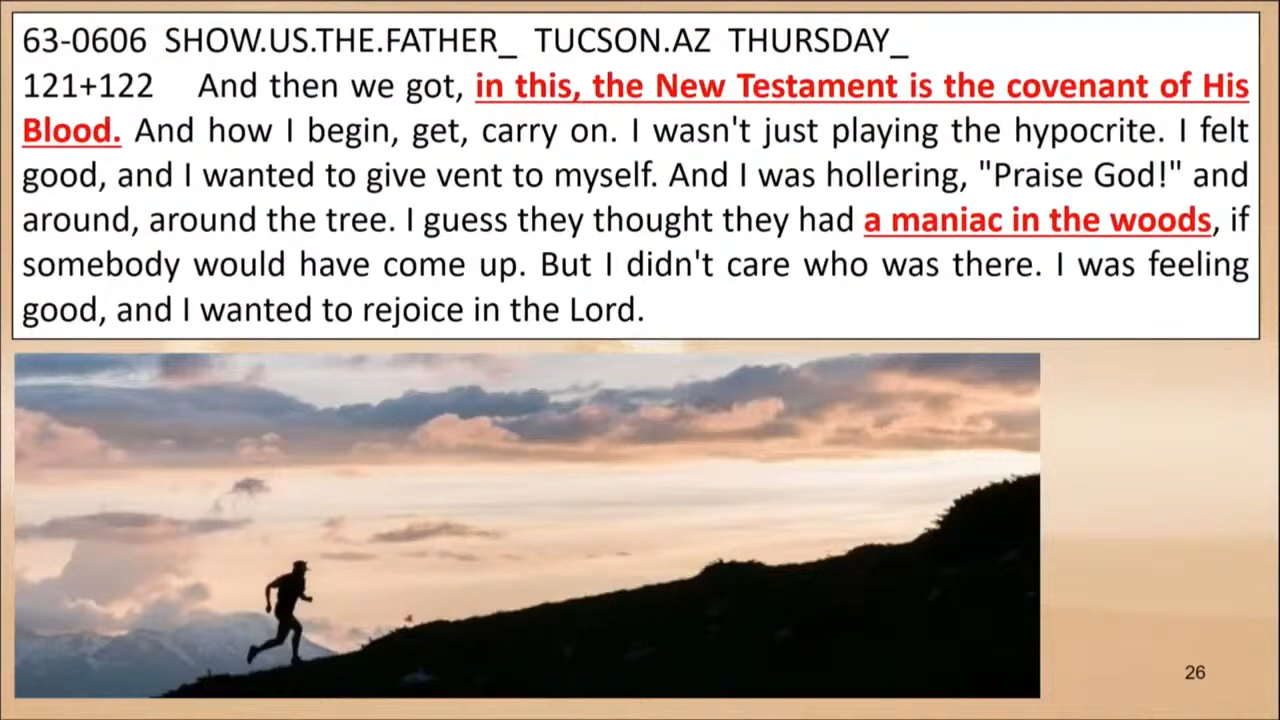 63-0606 SHOW.US.THE.FATHER_ TUCSON.AZ THURSDAY_
121+122 And then we got, in this, the New Testament is the covenant of His
Blood. And how I begin, get, carry on. I wasn't just playing the hypocrite. I felt
good, and I wanted to give vent to myself. And I was hollering, "Praise God!" and
around, around the tree. I guess they thought they had a maniac in the woods, if
somebody would have come up. But I didn't care who was there. I was feeling
good, and I wanted to rejoice in the Lord.
26